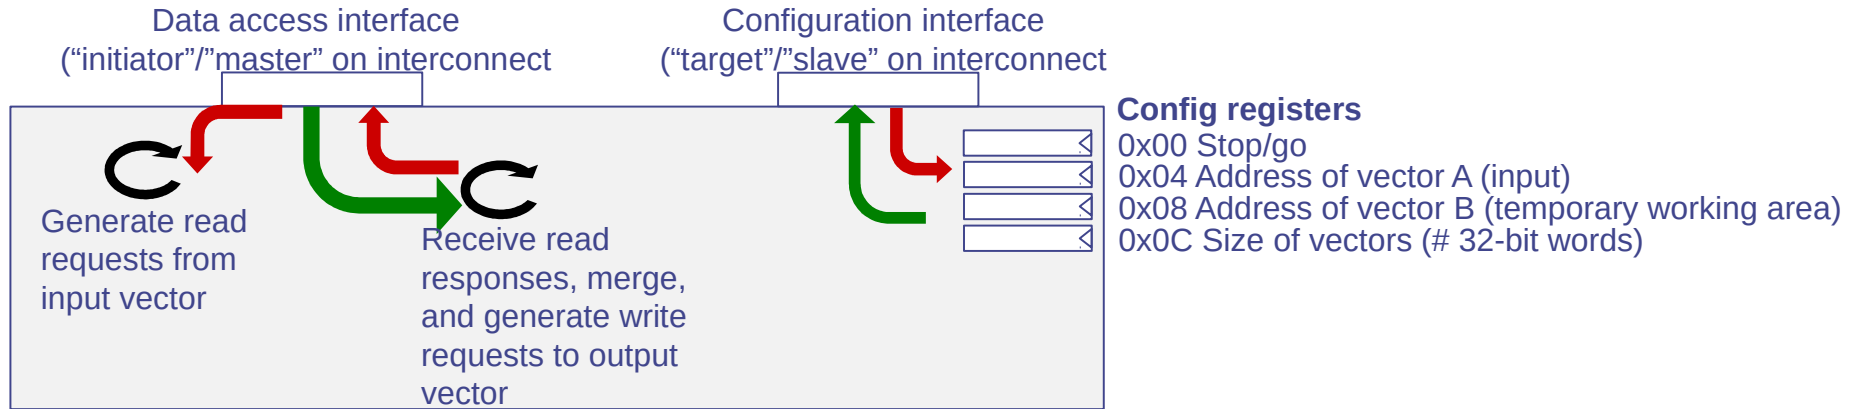 Data access interface
(“initiator”/”master” on interconnect
Configuration interface
(“target”/”slave” on interconnect
Generate read
requests from
input vector
Receive read
responses, merge,
and generate write
requests to output
vector
Config registers
0x00 Stop/go
0x04 Address of vector A (input)
0x08 Address of vector B (temporary working area)
0x0C Size of vectors (# 32-bit words)